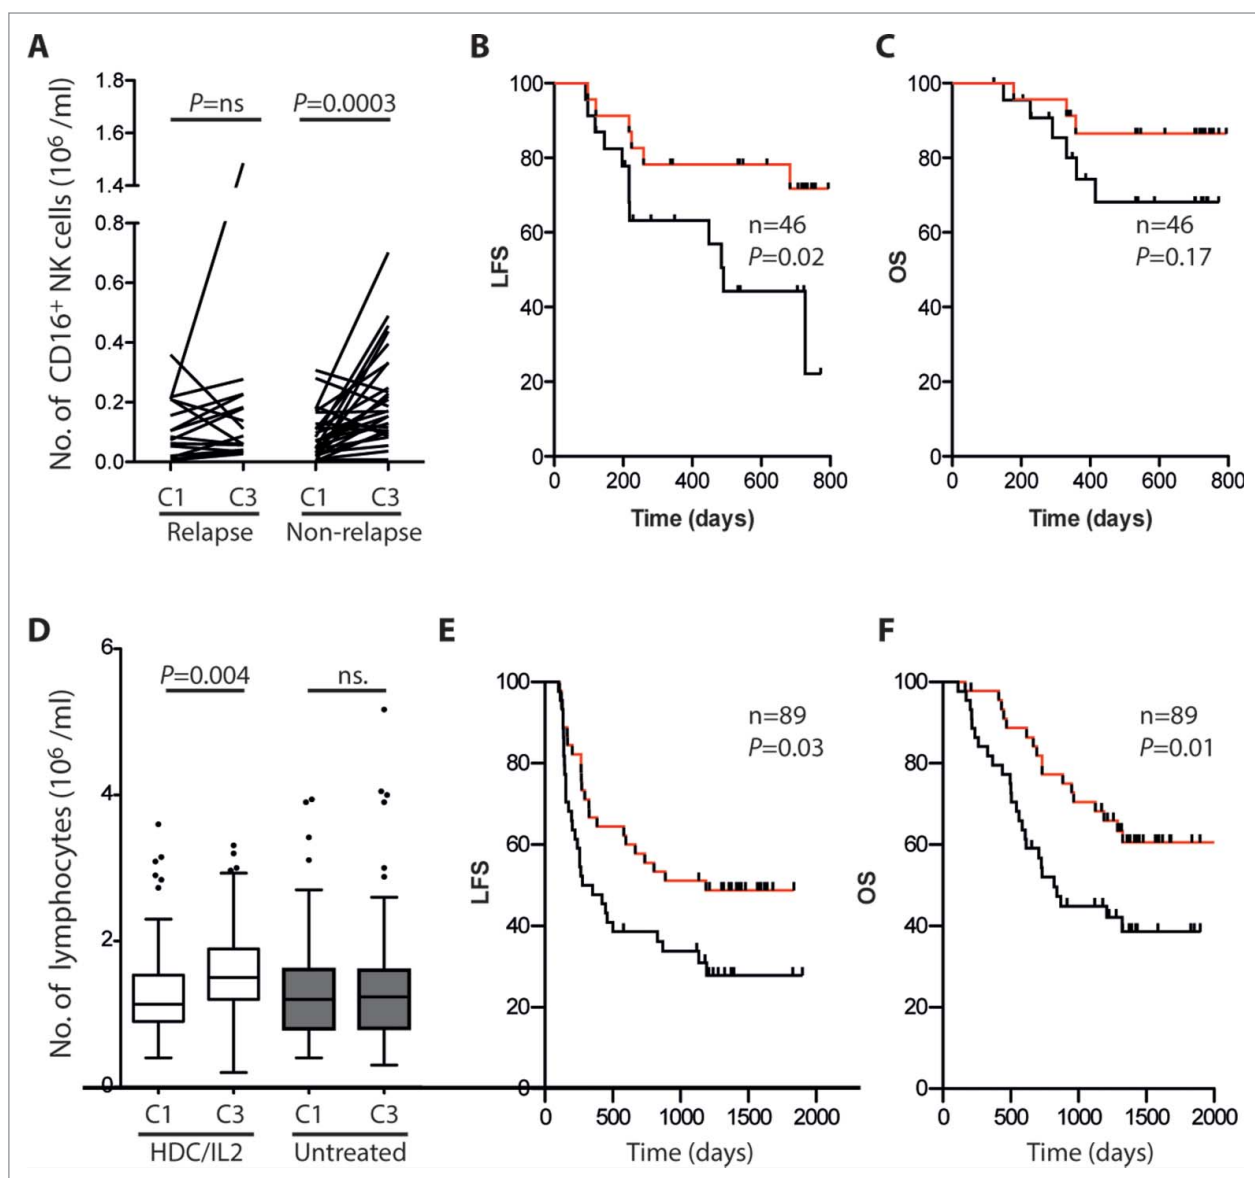 A
No. of CD16⁺ NK cells (10⁶ /ml)
1.8
1.6
1.4
0.8
0.6
0.4
0.2
0.0
P=ns
P=0.0003
C1 C3 C1 C3
Relapse Non-relapse
B
LFS
100
80
60
40
20
0
n=46
P=0.02
0 200 400 600 800
Time (days)
C
OS
100
80
60
40
20
0
n=46
P=0.17
0 200 400 600 800
Time (days)
D
No. of lymphocytes (10⁶ /ml)
6
4
2
0
P=0.004
ns.
C1 C3 C1 C3
HDC/IL2 Untreated
E
LFS
100
80
60
40
20
0
n=89
P=0.03
0 500 1000 1500 2000
Time (days)
F
OS
100
80
60
40
20
0
n=89
P=0.01
0 500 1000 1500 2000
Time (days)